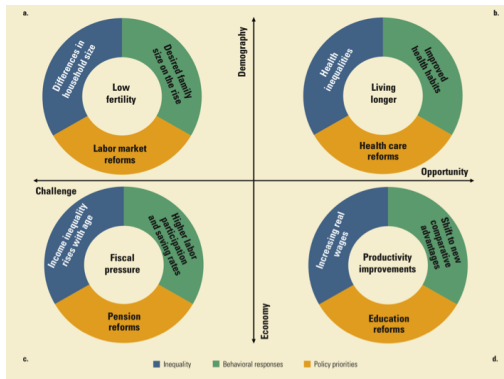 a.
b.
Differences in
household size
Desired family
size on the rise
Low
fertility
Labor market
reforms
Demography
Health
inequalities
Improved
health habits
Living
longer
Health care
reforms
Challenge
Opportunity
Income inequality
rises with age
Higher labor
participation
and saving rates
Fiscal
pressure
Pension
reforms
Economy
Increasing real
wages
Shift to new
comparative
advantages
Productivity
improvements
Education
reforms
c.
d.
Inequality
Behavioral responses
Policy priorities